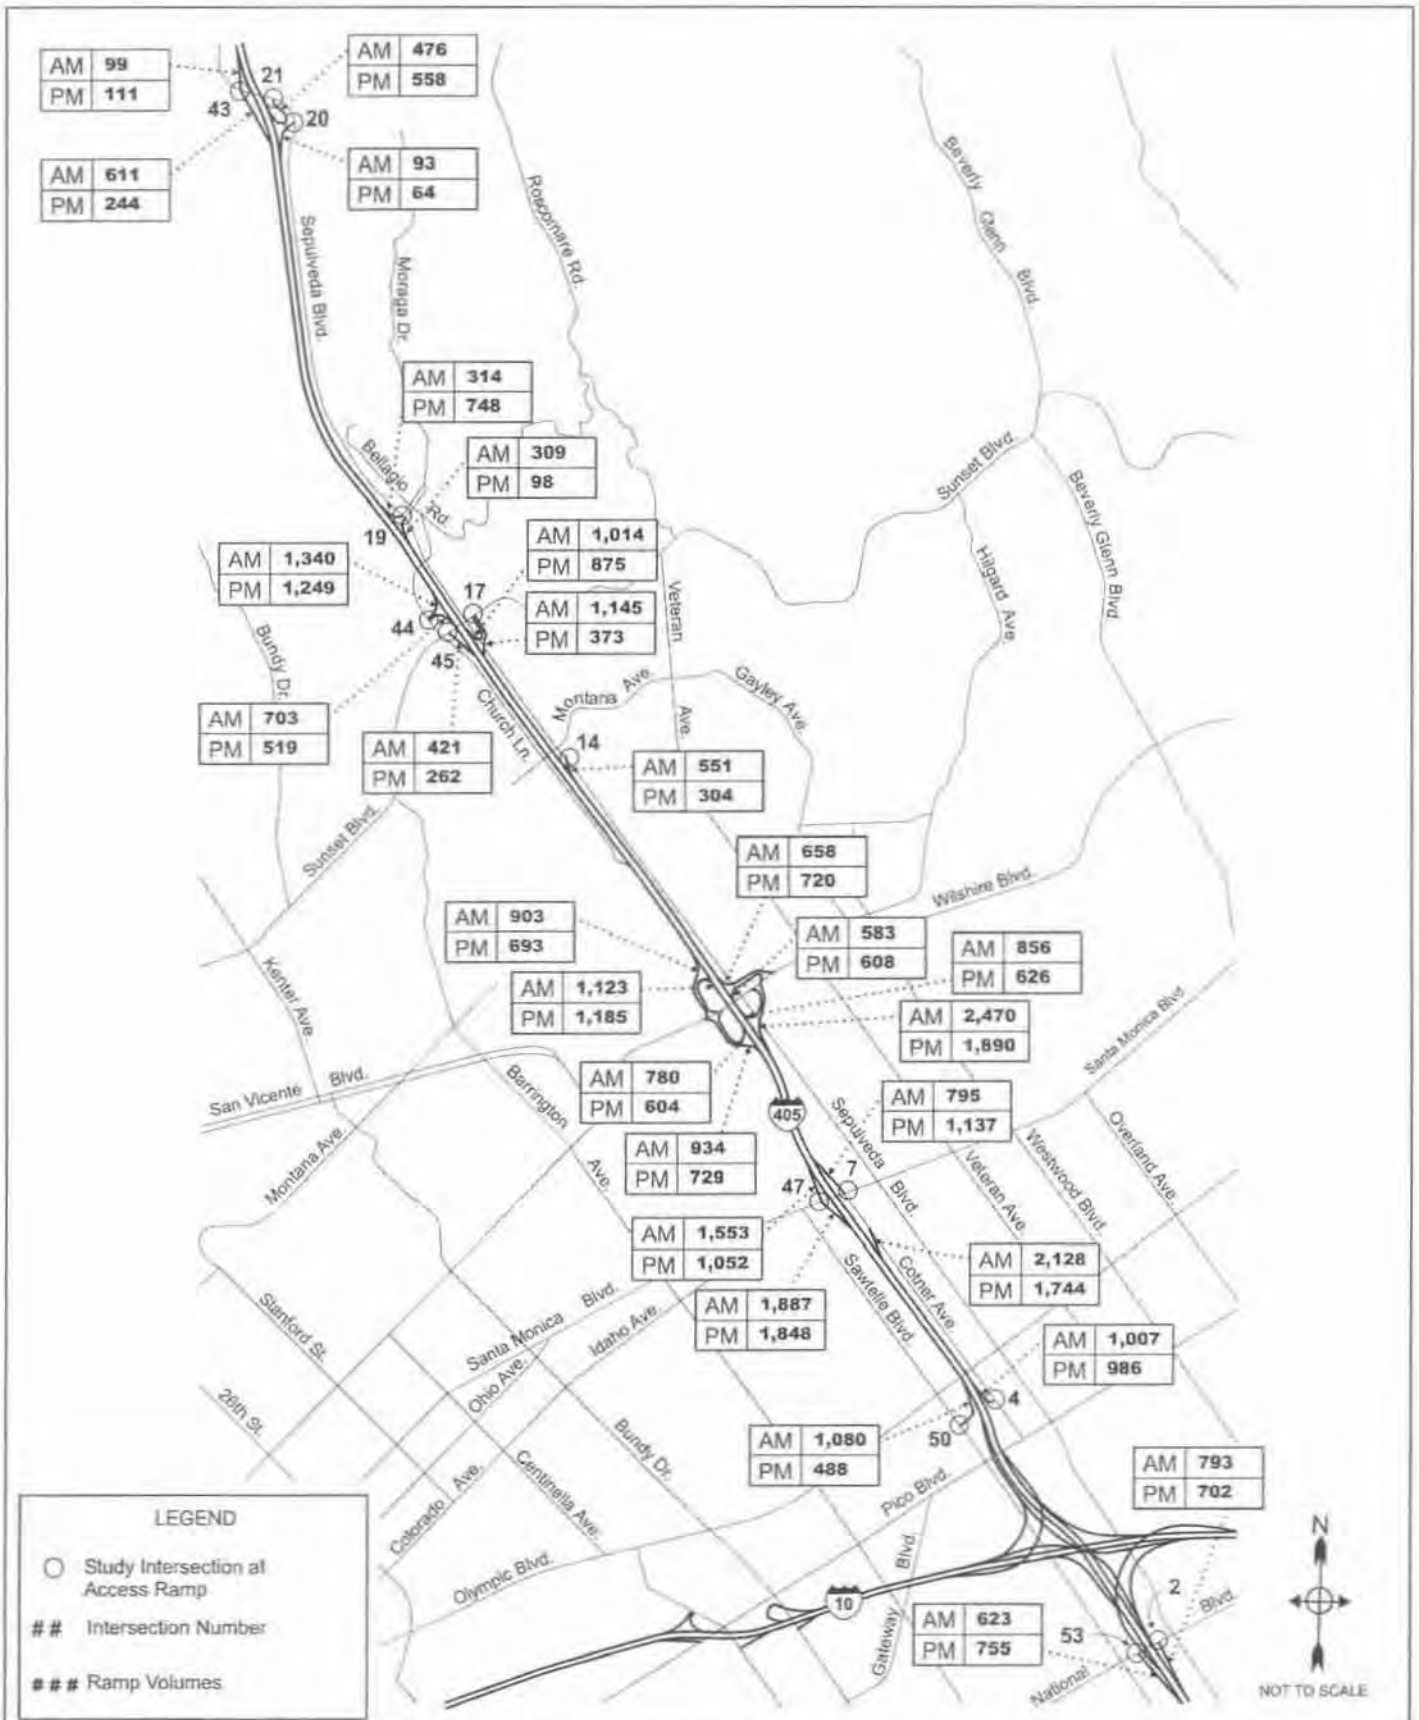 AM 99
PM 111
AM 476
PM 558
21
43
20
AM 611
PM 244
AM 93
PM 64
Sepulveda Blvd.
Moraga Dr.
Roscomare Rd.
Beverly Glenn Blvd.
AM 314
PM 748
Bellagio Rd.
AM 309
PM 98
Sunset Blvd.
Beverly Glenn Blvd
19
AM 1,340
PM 1,249
AM 1,014
PM 875
17
Hilgard Ave.
AM 1,145
PM 373
44
45
Veteran Ave.
Bundy Dr.
Church Ln.
Montana Ave.
Gayley Ave.
AM 703
PM 519
AM 421
PM 262
14
AM 551
PM 304
Sunset Blvd.
AM 658
PM 720
Wilshire Blvd.
AM 903
PM 693
AM 583
PM 608
AM 856
PM 626
Kenter Ave.
AM 1,123
PM 1,185
AM 2,470
PM 1,890
Santa Monica Blvd
San Vicente Blvd.
Barrington Ave.
AM 780
PM 604
405
AM 795
PM 1,137
Sepulveda Blvd.
Overland Ave.
Westwood Blvd.
Veteran Ave.
Montana Ave.
AM 934
PM 729
47
7
AM 1,553
PM 1,052
AM 2,128
PM 1,744
Sawtelle Blvd
Cotner Ave.
Stanford St.
Santa Monica Blvd.
Idaho Ave.
Ohio Ave.
AM 1,887
PM 1,848
AM 1,007
PM 986
26th St.
4
50
AM 1,080
PM 488
Bundy Dr.
Centinella Ave.
Colorado Ave.
AM 793
PM 702
Pico Blvd.
Olympic Blvd.
10
Gateway Blvd.
2
AM 623
PM 755
53
National Blvd.
LEGEND
Study Intersection at
Access Ramp
## Intersection Number
### Ramp Volumes
N
NOT TO SCALE